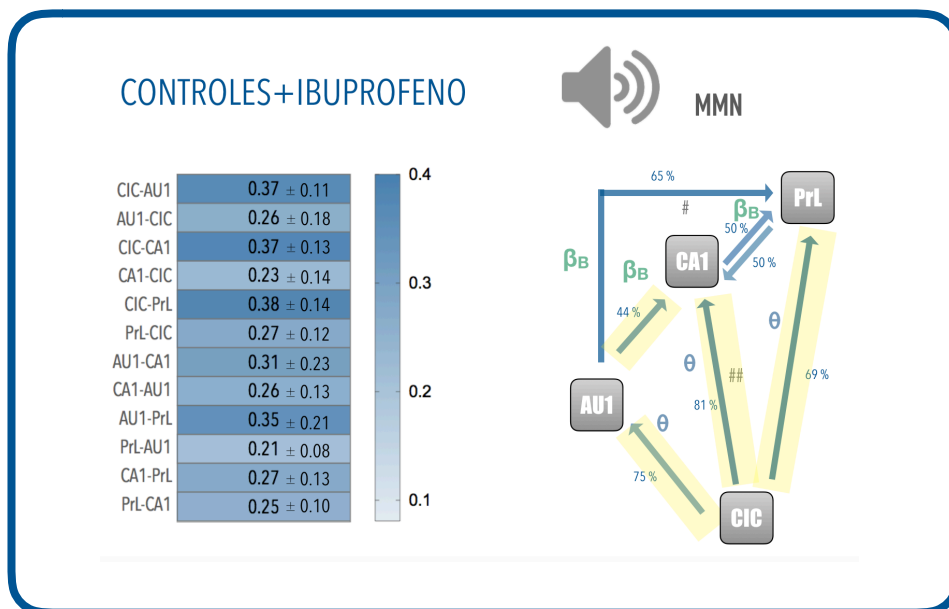 CONTROLES+IBUPROFENO
MMN
CIC-AU1 0.37 ± 0.11
AU1-CIC 0.26 ± 0.18
CIC-CA1 0.37 ± 0.13
CA1-CIC 0.23 ± 0.14
CIC-PrL 0.38 ± 0.14
PrL-CIC 0.27 ± 0.12
AU1-CA1 0.31 ± 0.23
CA1-AU1 0.26 ± 0.13
AU1-PrL 0.35 ± 0.21
PrL-AU1 0.21 ± 0.08
CA1-PrL 0.27 ± 0.13
PrL-CA1 0.25 ± 0.10
0.4
0.3
0.2
0.1
65 %
#
PrL
βB
50 %
50 %
CA1
βB
βB
44 %
θ
θ
##
69 %
81 %
AU1
θ
75 %
CIC